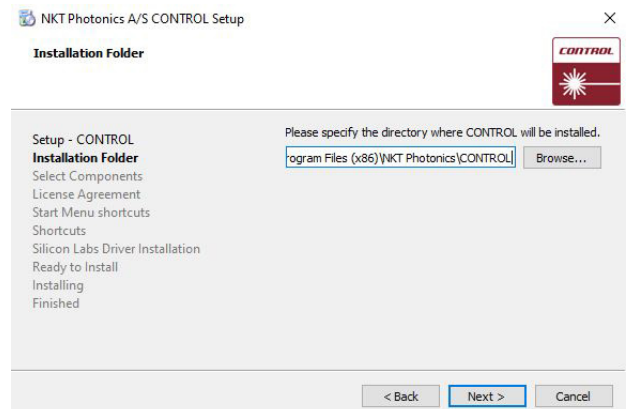 NKT Photonics A/S CONTROL Setup
Installation Folder
CONTROL
Setup - CONTROL
Installation Folder
Select Components
License Agreement
Start Menu shortcuts
Shortcuts
Silicon Labs Driver Installation
Ready to Install
Installing
Finished
Please specify the directory where CONTROL will be installed.
rogram Files (x86)\NKT Photonics\CONTROL
Browse...
< Back
Next >
Cancel